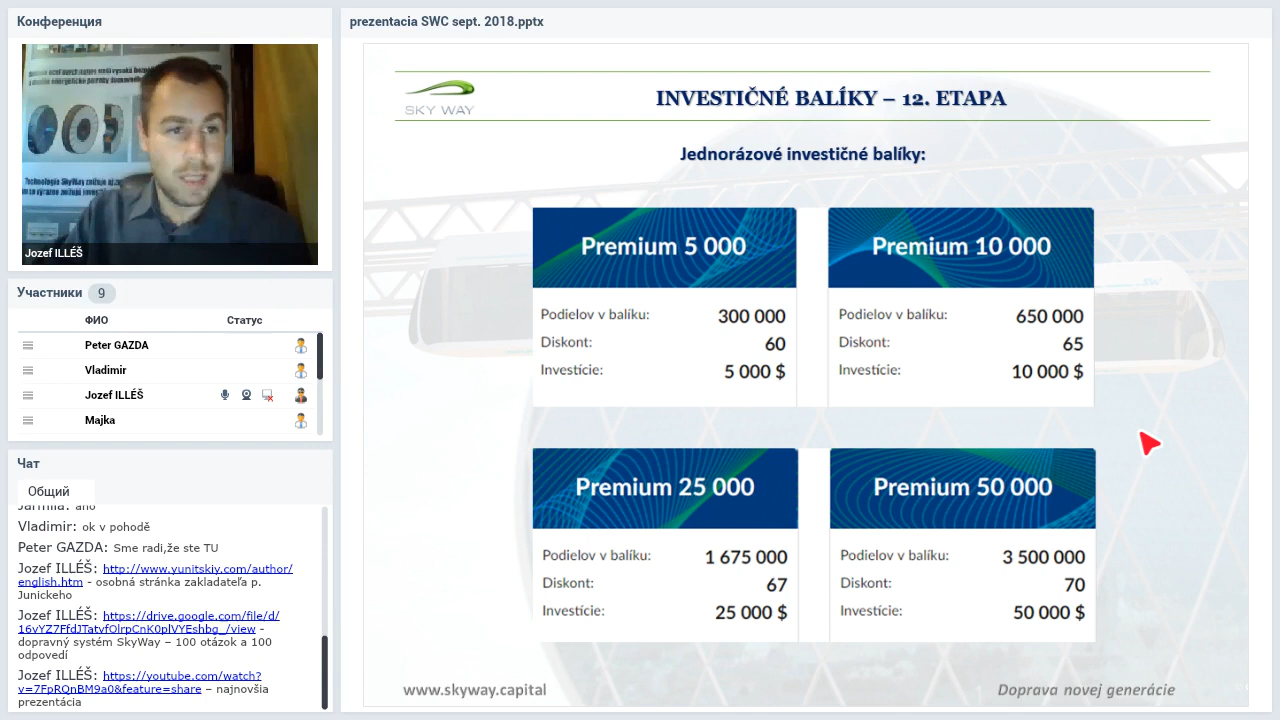 Конференция
Jozef ILLÉŠ
Участники 9
ФИО Статус
Peter GAZDA
Vladimir
Jozef ILLÉŠ
Majka
Чат
Общий
Jarmila: áno
Vladimir: ok v pohodě
Peter GAZDA: Sme radi,že ste TU
Jozef ILLÉŠ: http://www.yunitskiy.com/author/
english.htm - osobná stránka zakladateľa p.
Junickeho
Jozef ILLÉŠ: https://drive.google.com/file/d/
16vYZ7FfdJTatvfOlrpCnK0plVYEshbg_/view -
dopravný systém SkyWay – 100 otázok a 100
odpovedí
Jozef ILLÉŠ: https://youtube.com/watch?
v=7FpRQnBM9a0&feature=share – najnovšia
prezentácia
prezentacia SWC sept. 2018.pptx
SKY WAY
INVESTIČNÉ BALÍKY – 12. ETAPA
Jednorázové investičné balíky:
Premium 5 000
Podielov v balíku: 300 000
Diskont: 60
Investície: 5 000 $
Premium 10 000
Podielov v balíku: 650 000
Diskont: 65
Investície: 10 000 $
Premium 25 000
Podielov v balíku: 1 675 000
Diskont: 67
Investície: 25 000 $
Premium 50 000
Podielov v balíku: 3 500 000
Diskont: 70
Investície: 50 000 $
www.skyway.capital
Doprava novej generácie